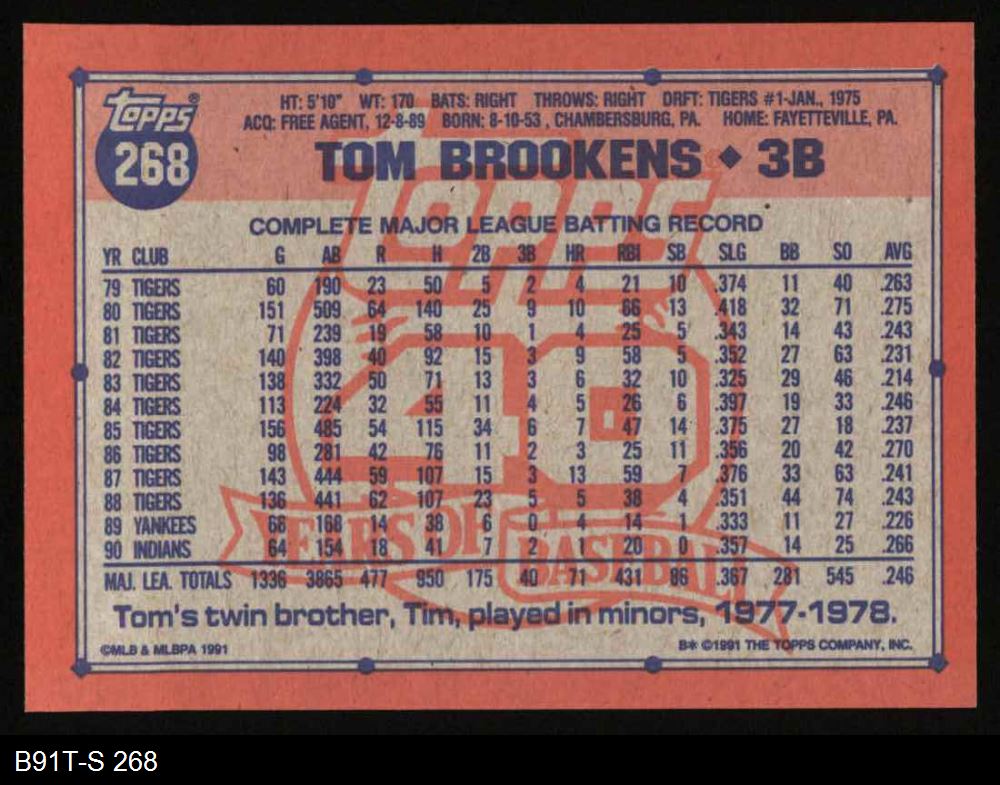 Topps®
268
HT: 5'10" WT: 170 BATS: RIGHT THROWS: RIGHT DRFT: TIGERS #1-JAN., 1975
ACQ: FREE AGENT, 12-8-89 BORN: 8-10-53 , CHAMBERSBURG, PA. HOME: FAYETTEVILLE, PA.
TOM BROOKENS ◆ 3B
Topps®
40
YEARS OF BASEBALL
COMPLETE MAJOR LEAGUE BATTING RECORD
YR CLUB G AB R H 2B 3B HR RBI SB SLG BB SO AVG
79 TIGERS 60 190 23 50 5 2 4 21 10 .374 11 40 .263
80 TIGERS 151 509 64 140 25 9 10 66 13 .418 32 71 .275
81 TIGERS 71 239 19 58 10 1 4 25 5 .343 14 43 .243
82 TIGERS 140 398 40 92 15 3 9 58 5 .352 27 63 .231
83 TIGERS 138 332 50 71 13 3 6 32 10 .325 29 46 .214
84 TIGERS 113 224 32 55 11 4 5 26 6 .397 19 33 .246
85 TIGERS 156 485 54 115 34 6 7 47 14 .375 27 18 .237
86 TIGERS 98 281 42 76 11 2 3 25 11 .356 20 42 .270
87 TIGERS 143 444 59 107 15 3 13 59 7 .376 33 63 .241
88 TIGERS 136 441 62 107 23 5 5 38 4 .351 44 74 .243
89 YANKEES 66 168 14 38 6 0 4 14 1 .333 11 27 .226
90 INDIANS 64 154 18 41 7 2 1 20 0 .357 14 25 .266
MAJ. LEA. TOTALS 1336 3865 477 950 175 40 71 431 86 .367 281 545 .246
Tom's twin brother, Tim, played in minors, 1977-1978.
©MLB & MLBPA 1991 B* ©1991 THE TOPPS COMPANY, INC.
B91T-S 268